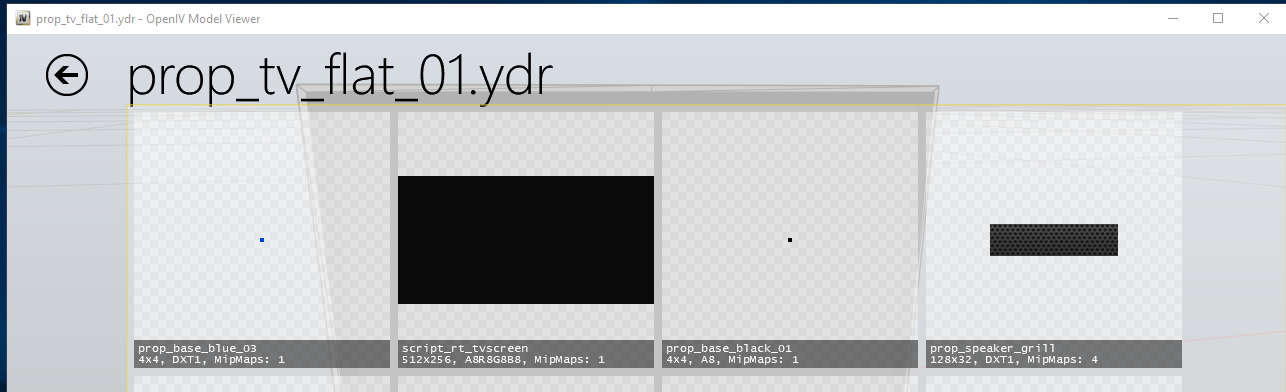 prop_tv_flat_01.ydr - OpenIV Model Viewer
prop_tv_flat_01.ydr
prop_base_blue_03
4x4, DXT1, MipMaps: 1
script_rt_tvscreen
512x256, A8R8G8B8, MipMaps: 1
prop_base_black_01
4x4, A8, MipMaps: 1
prop_speaker_grill
128x32, DXT1, MipMaps: 4